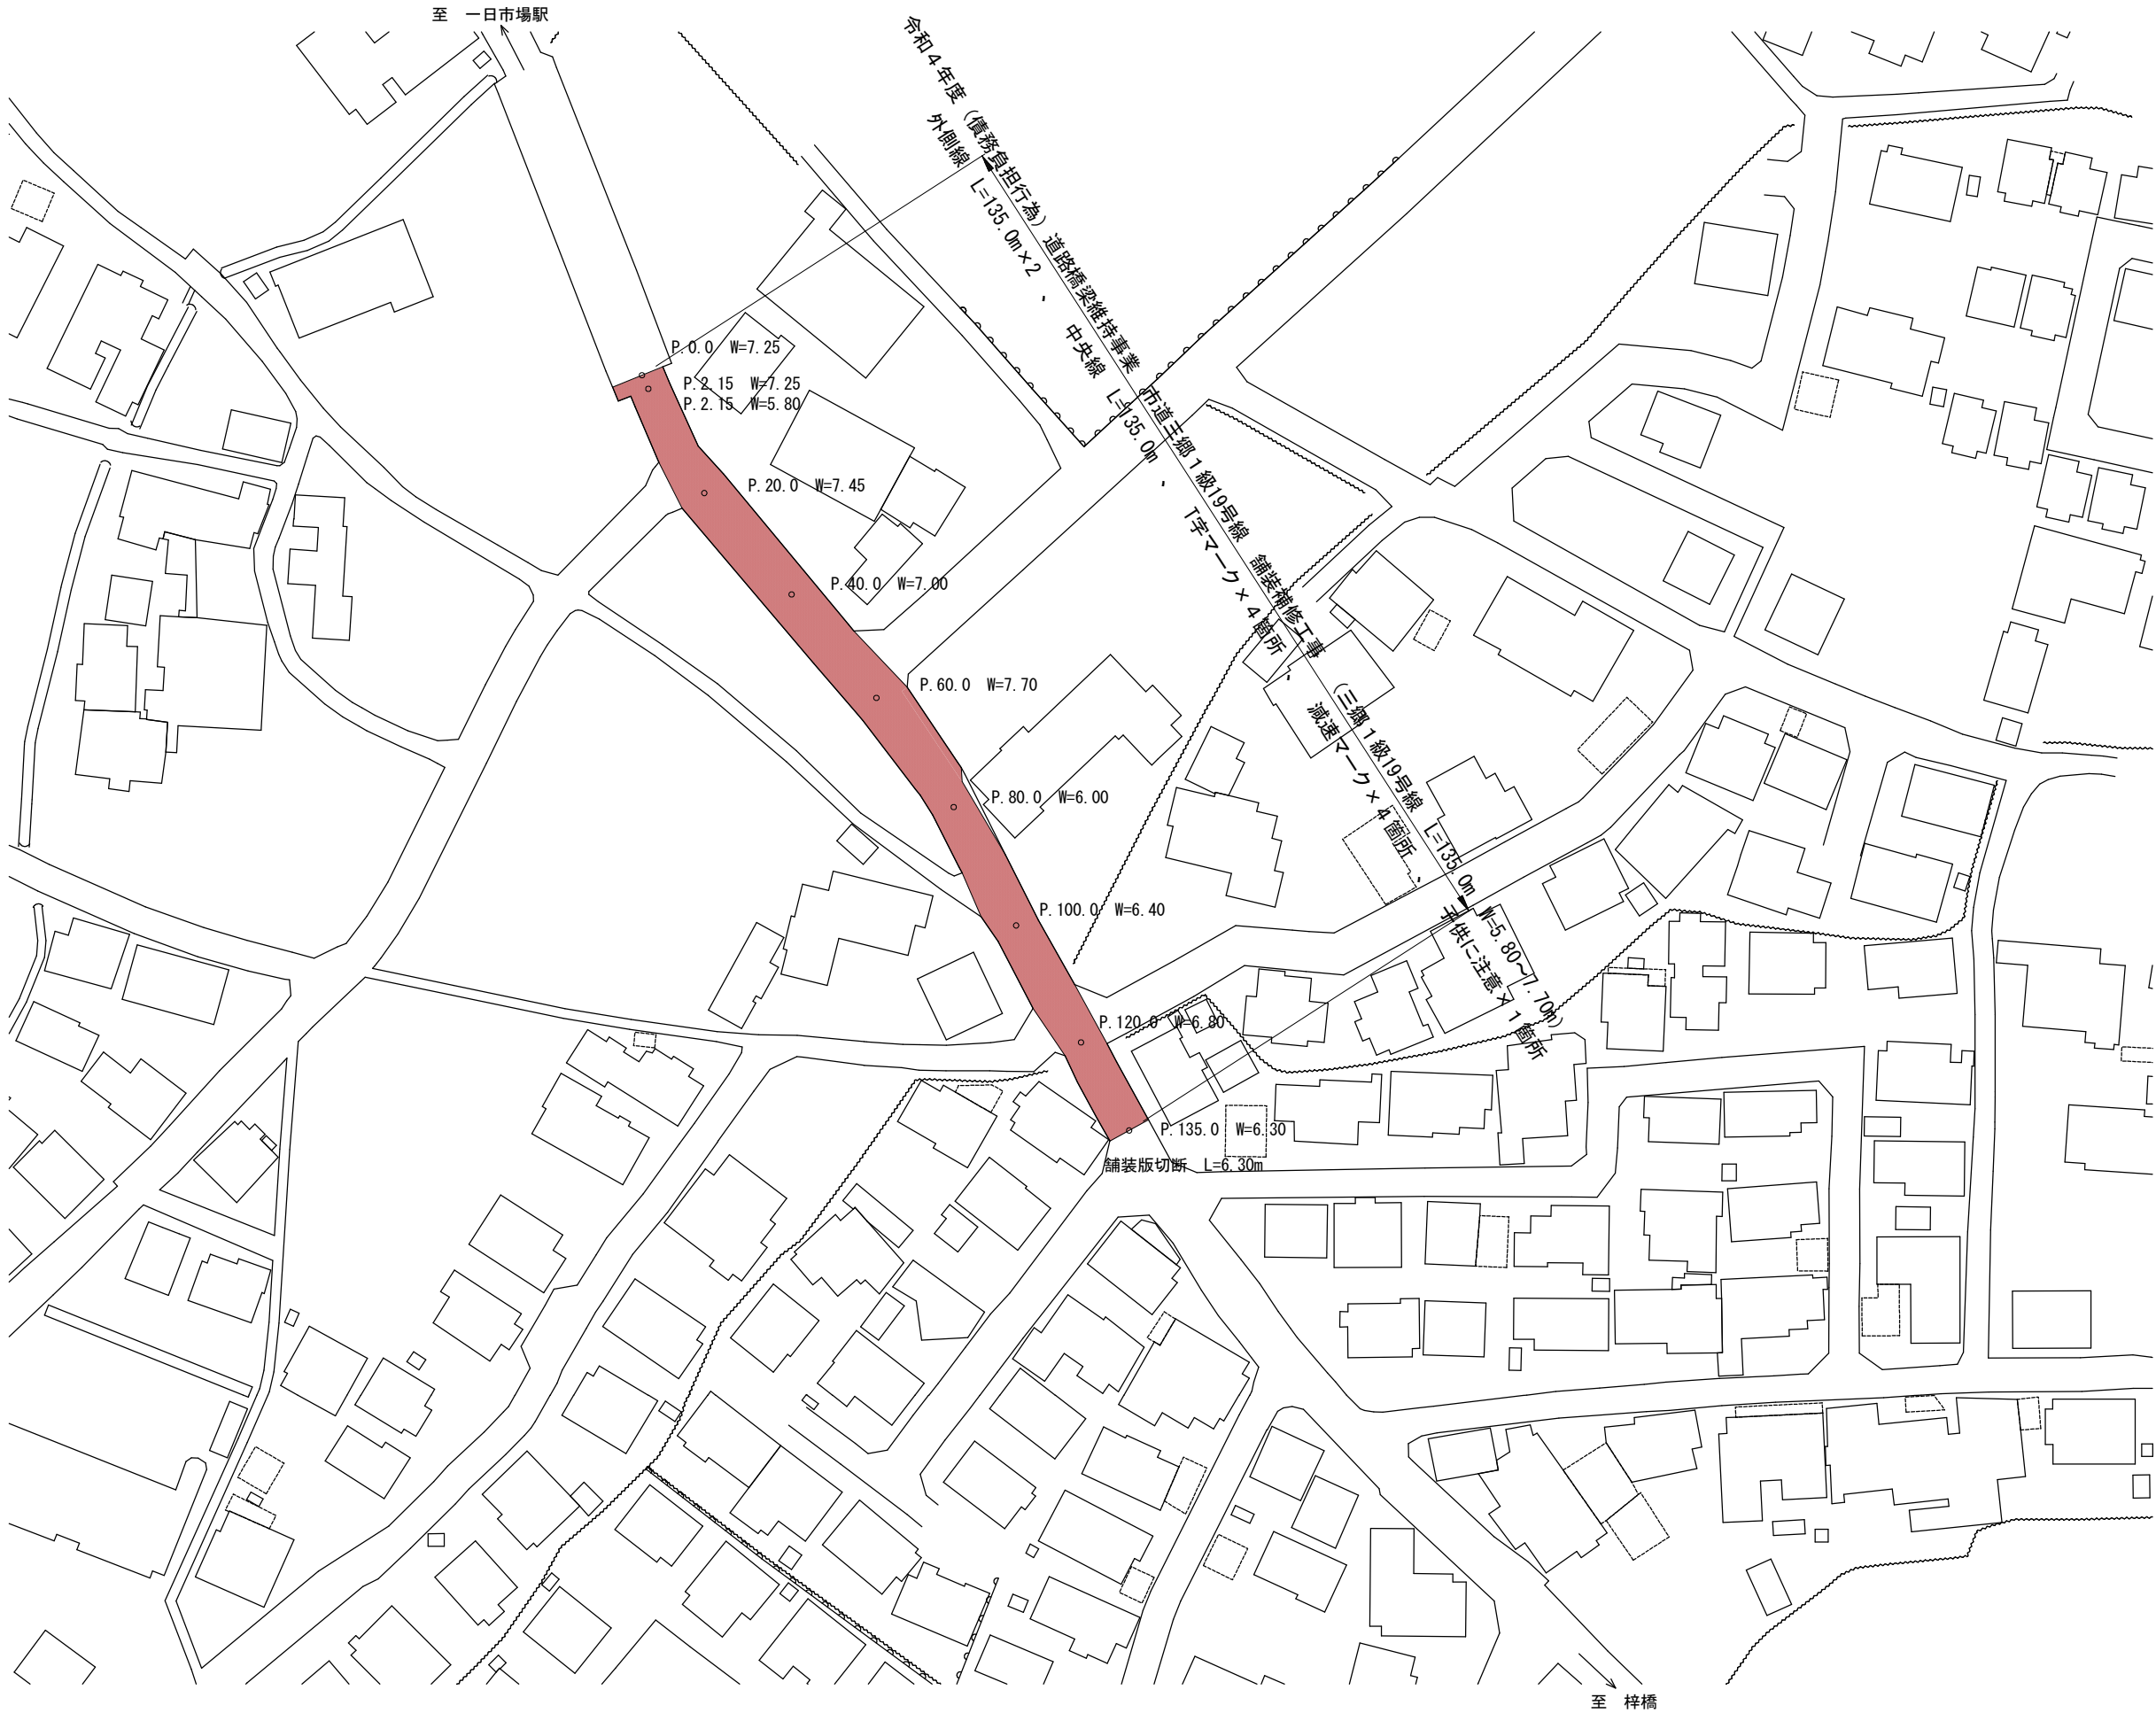 至　一日市場駅
令和４年度（債務負担行為）道路橋梁維持事業　市道三郷１級19号線　舗装補修工事　（三郷１級19号線　L=135.0m　W=5.80～7.70m）
外側線　L=135.0m×2　、　中央線　L=135.0m　、　T字マーク×４箇所　、　減速マーク×４箇所　、　子供に注意×１箇所
P.0.0　W=7.25
P.2.15　W=7.25
P.2.15　W=5.80
P.20.0　W=7.45
P.40.0　W=7.00
P.60.0　W=7.70
P.80.0　W=6.00
P.100.0　W=6.40
P.120.0　W=6.80
P.135.0　W=6.30
舗装版切断　L=6.30m
至　梓橋